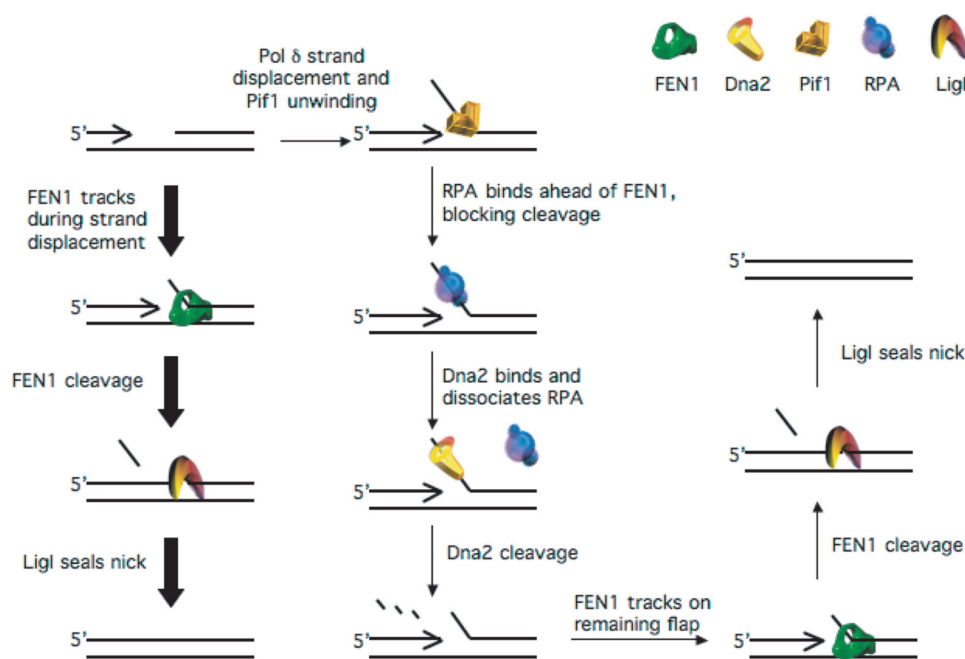 FEN1 Dna2 Pif1 RPA LigI
Pol δ strand
displacement and
Pif1 unwinding
5'
5'
FEN1 tracks
during strand
displacement
RPA binds ahead of FEN1,
blocking cleavage
5'
5'
5'
FEN1 cleavage
Dna2 binds and
dissociates RPA
LigI seals nick
5'
5'
5'
LigI seals nick
Dna2 cleavage
FEN1 cleavage
FEN1 tracks on
remaining flap
5'
5'
5'